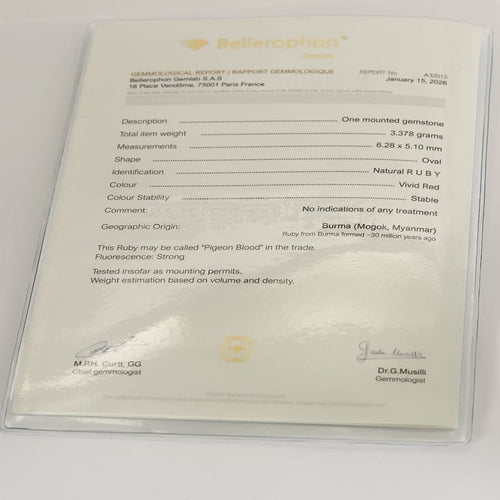 Bellerophon
Gemlab
GEMMOLOGICAL REPORT | RAPPORT GEMMOLOGIQUE
Bellerophon Gemlab S.A.S
16 Place Vendôme, 75001 Paris France
REPORT No. A32015
January 15, 2026
Description One mounted gemstone
Total item weight 3.378 grams
Measurements 6.28 x 5.10 mm
Shape Oval
Identification Natural R U B Y
Colour Vivid Red
Colour Stability Stable
Comment: No indications of any treatment
Geographic Origin: Burma (Mogok, Myanmar)
Ruby from Burma formed ~30 million years ago
This Ruby may be called "Pigeon Blood" in the trade.
Fluorescence: Strong
Tested insofar as mounting permits.
Weight estimation based on volume and density.
M.P.H. Curti, GG
Chief gemmologist
Dr.G.Musilli
Gemmologist